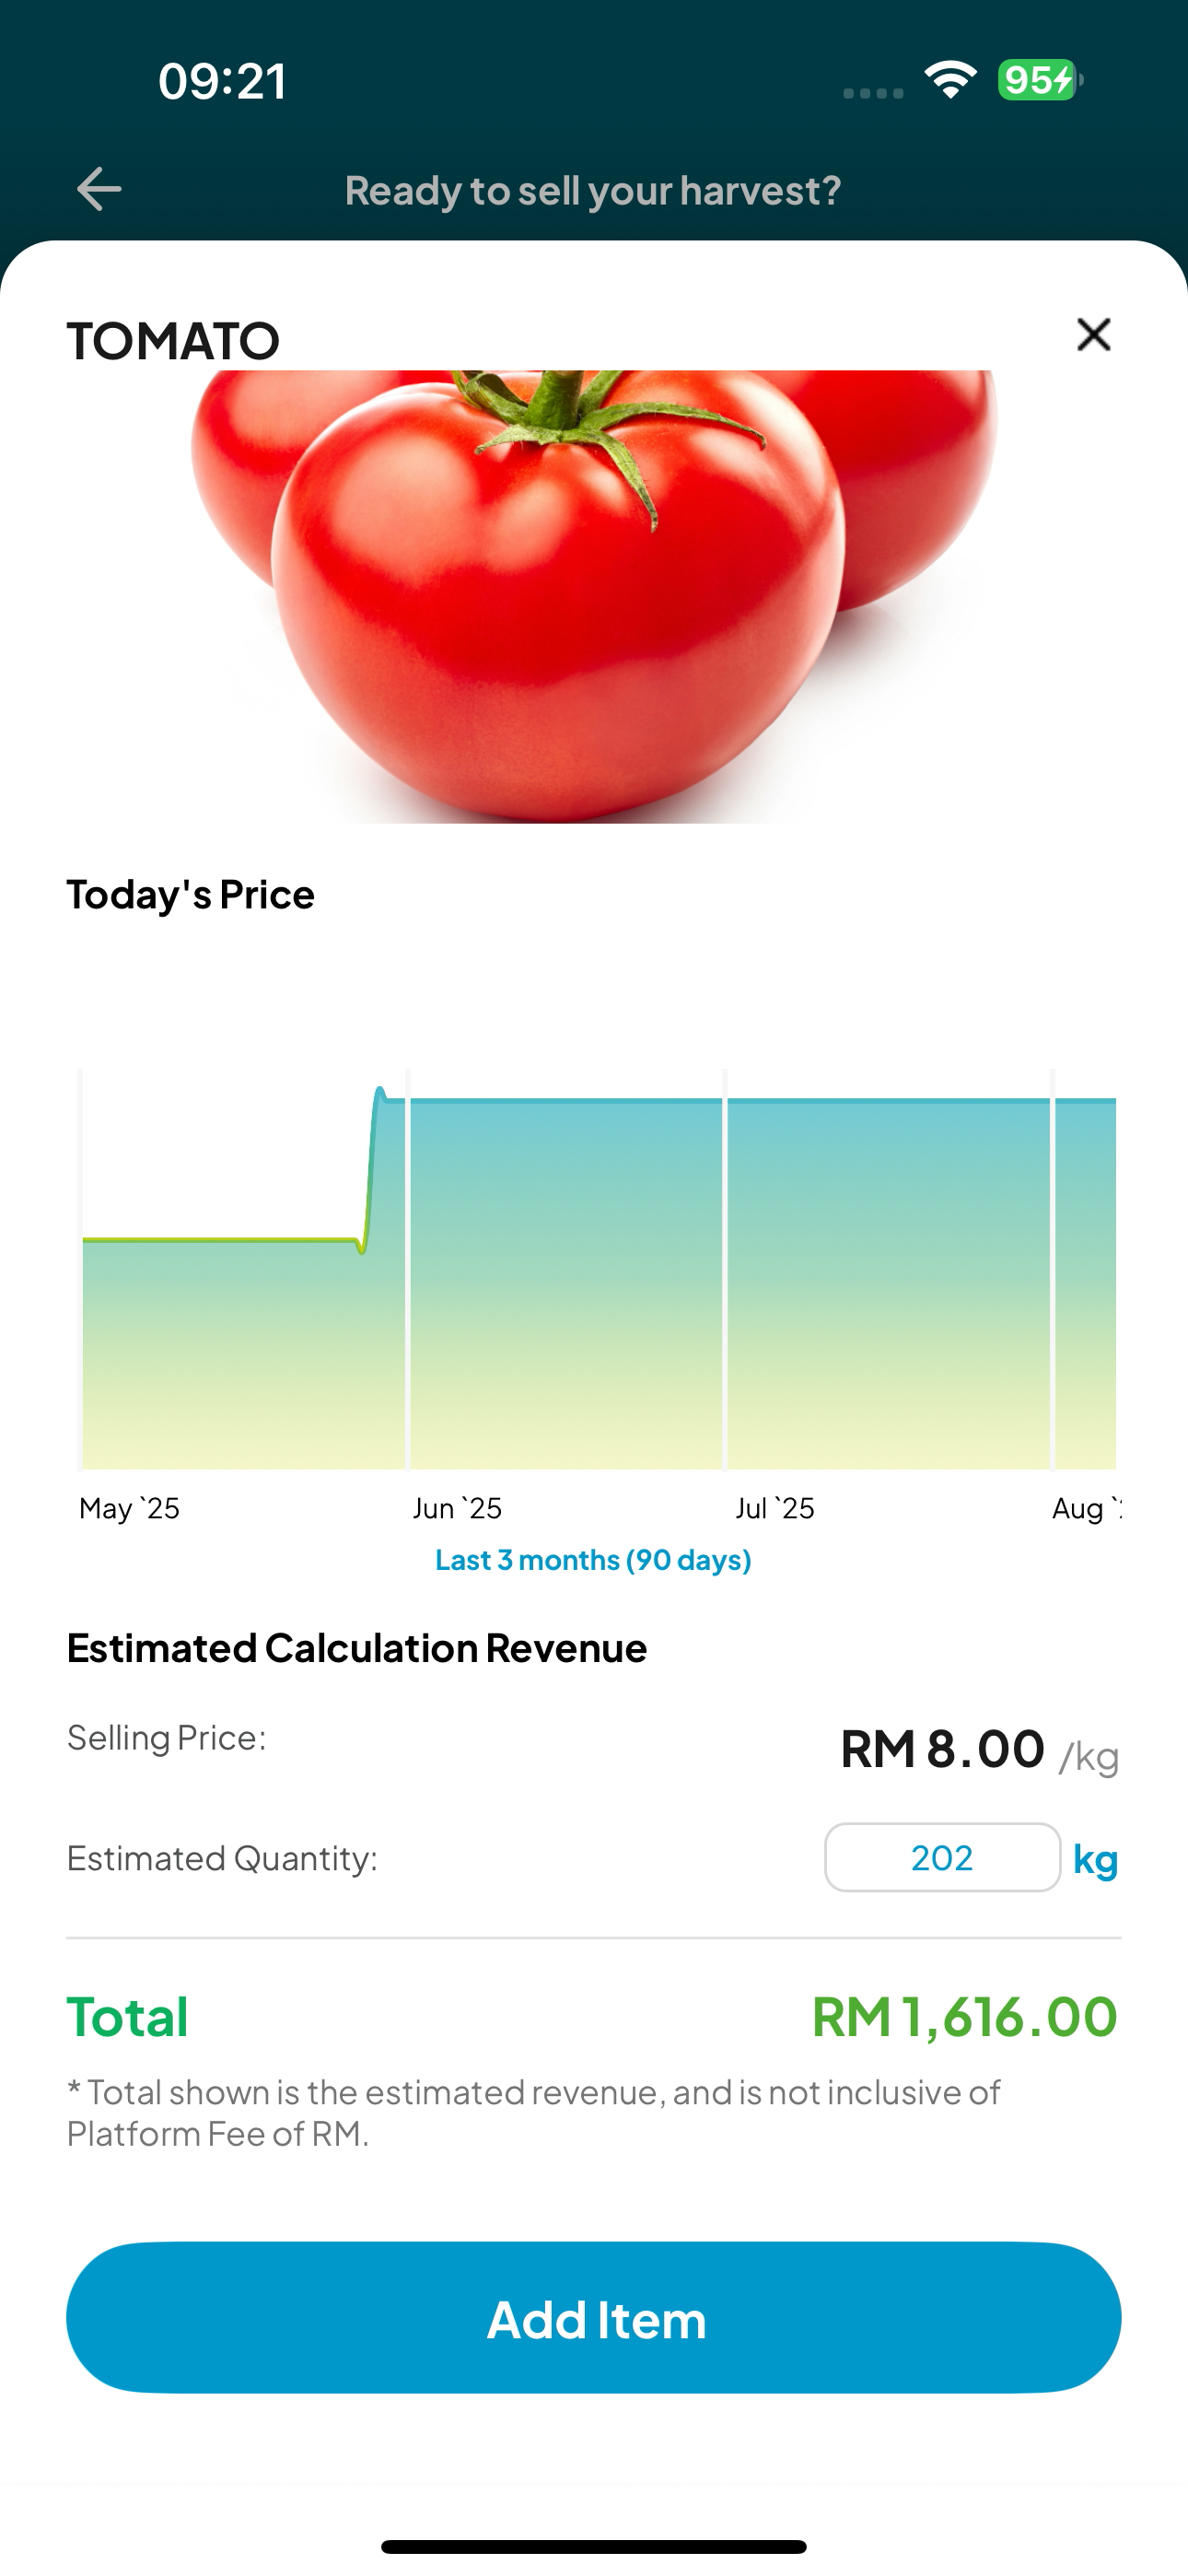 09:21
95
Ready to sell your harvest?
TOMATO
Today's Price
May `25
Jun `25
Jul `25
Aug `
Last 3 months (90 days)
Estimated Calculation Revenue
Selling Price:
RM 8.00 /kg
Estimated Quantity:
202 kg
Total
RM 1,616.00
* Total shown is the estimated revenue, and is not inclusive of
Platform Fee of RM.
Add Item